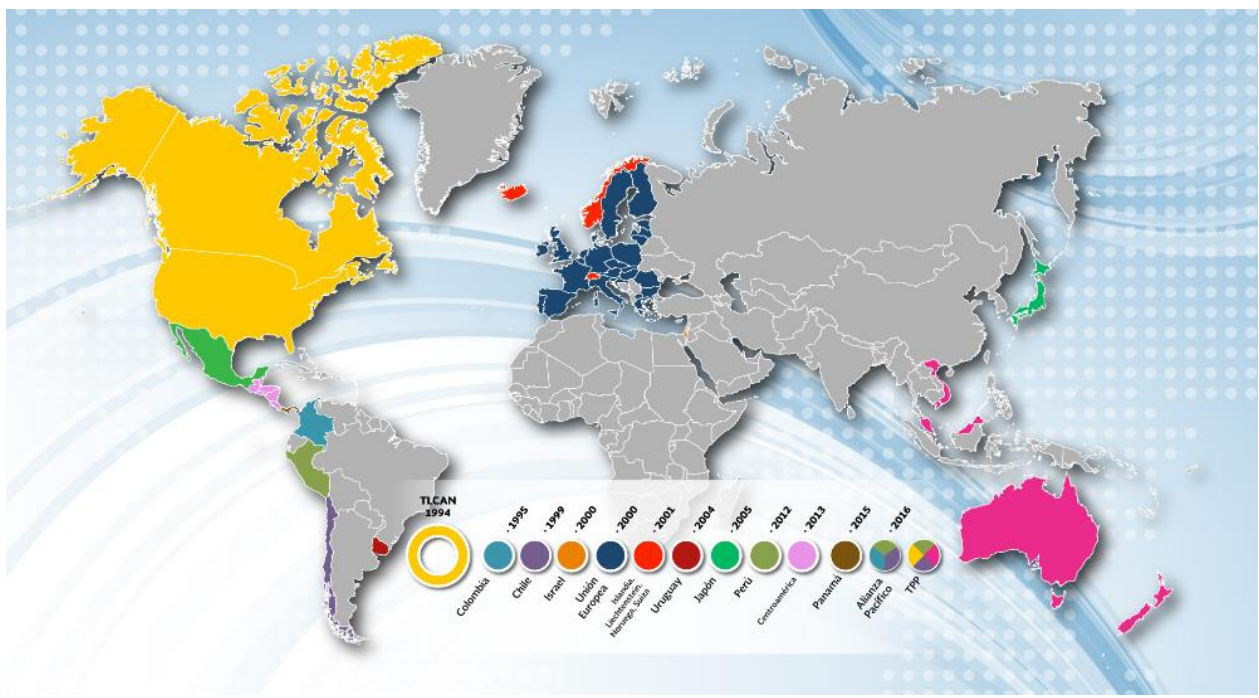 TLCAN
1994
· 1995
Colombia
· 1999
Chile
· 2000
Israel
· 2000
Unión
Europea
· 2001
Islandia,
Liechtenstein,
Noruega, Suiza
· 2004
Uruguay
· 2005
Japón
· 2012
Perú
· 2013
Centroamérica
· 2015
Panamá
· 2016
Alianza
Pacífico
TPP